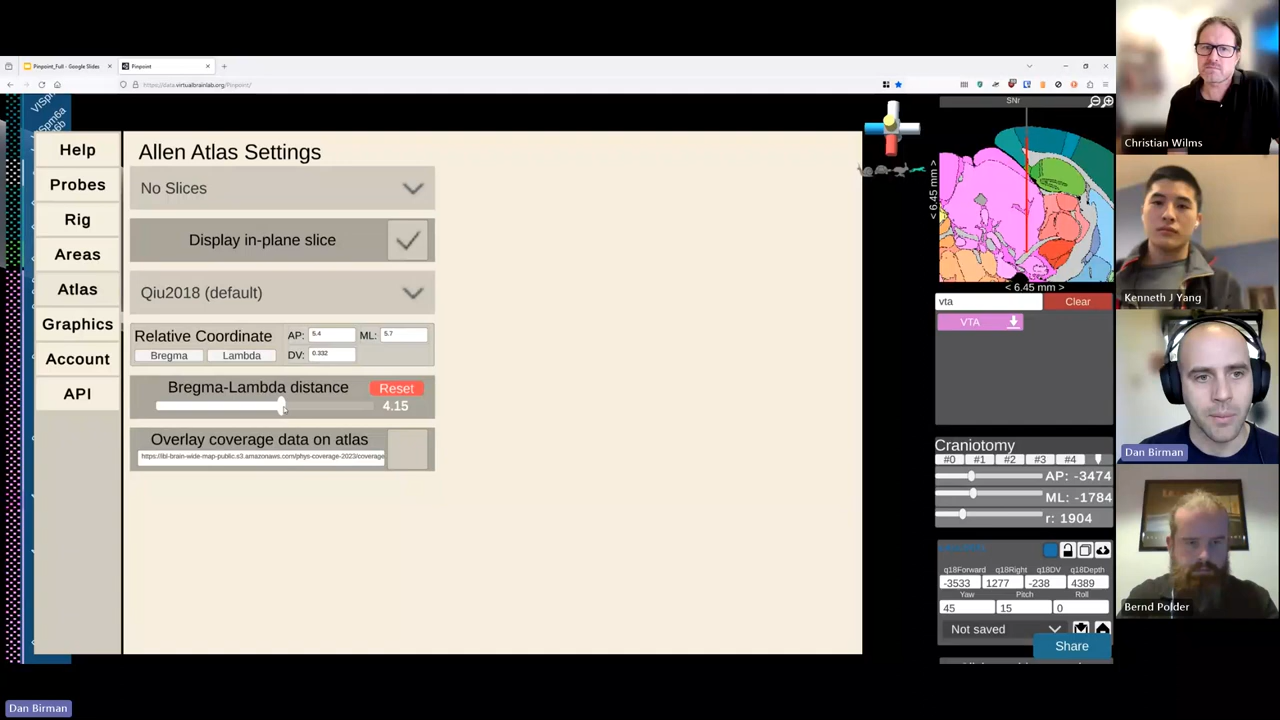 Pinpoint_Full - Google Slides
Pinpoint
https://data.virtualbrainlab.org/Pinpoint/
VISpm6a
6b
Help
Probes
Rig
Areas
Atlas
Graphics
Account
API
Allen Atlas Settings
No Slices
Display in-plane slice
Qiu2018 (default)
Relative Coordinate
AP: 5.4 ML: 5.7
Bregma Lambda DV: 0.332
Bregma-Lambda distance Reset
4.15
Overlay coverage data on atlas
https://ibl-brain-wide-map-public.s3.amazonaws.com/phys-coverage-2023/coverage
SNr
< 6.45 mm >
< 6.45 mm >
vta Clear
VTA
Craniotomy
#0 #1 #2 #3 #4
AP: -3474
ML: -1784
r: 1904
q18Forward q18Right q18DV q18Depth
-3533 1277 -238 4389
Yaw Pitch Roll
45 15 0
Not saved
Share
Christian Wilms
Kenneth J Yang
Dan Birman
Bernd Polder
Dan Birman